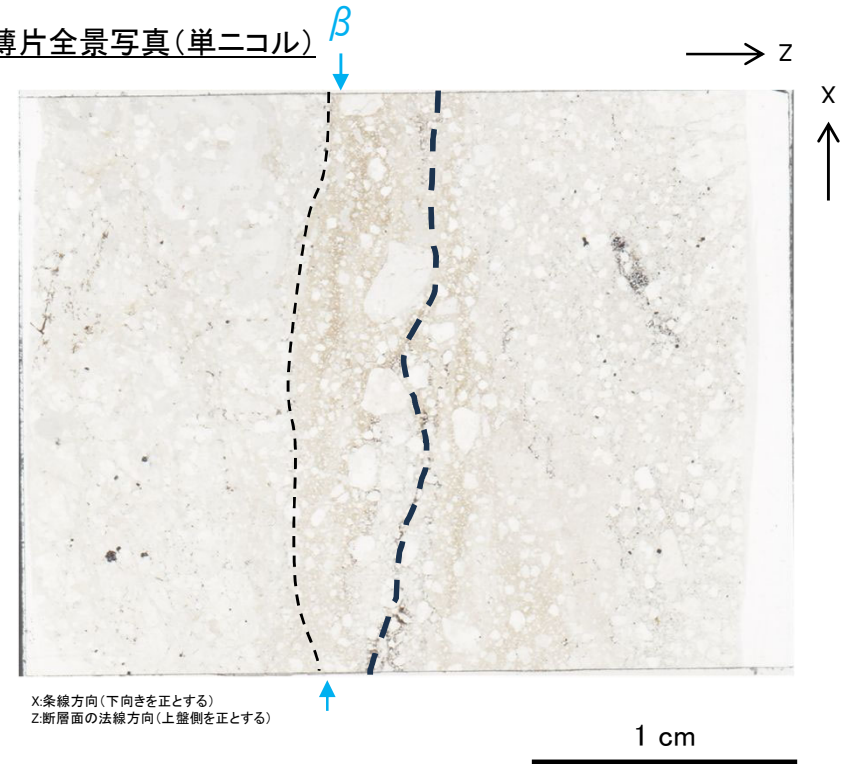 薄片全景写真(単ニコル)
β
Z
X
X:条線方向(下向きを正とする)
Z:断層面の法線方向(上盤側を正とする)
1 cm